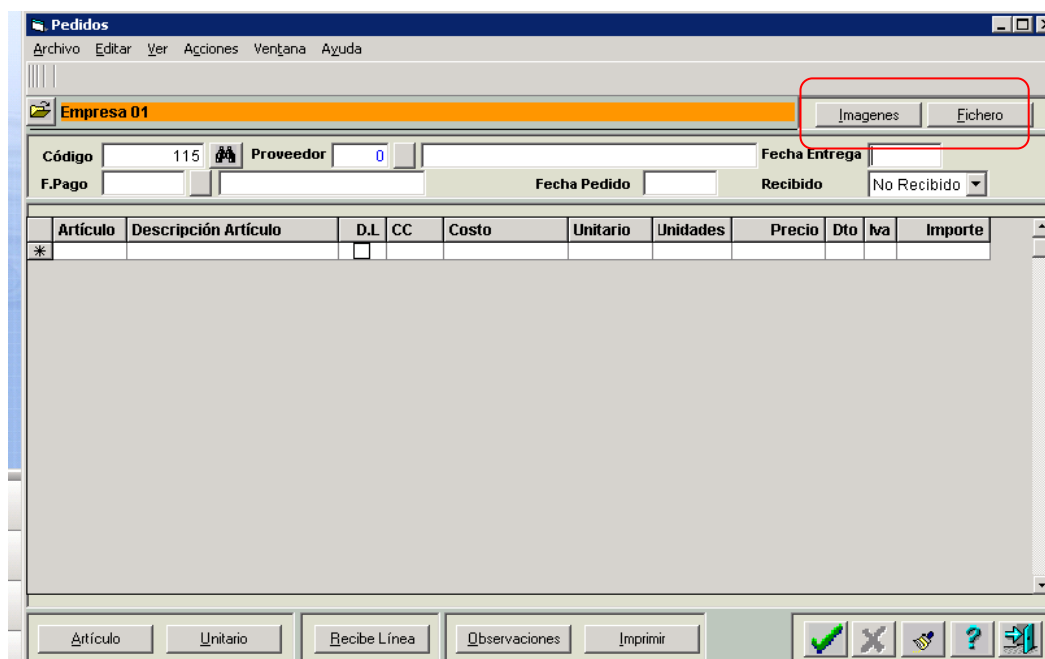 Pedidos
Archivo Editar Ver Acciones Ventana Ayuda
Empresa 01 Imagenes Fichero
Código 115 Proveedor 0 Fecha Entrega
F.Pago Fecha Pedido Recibido No Recibido
Artículo Descripción Artículo D.L CC Costo Unitario Unidades Precio Dto Iva Importe
Artículo Unitario Recibe Línea Observaciones Imprimir ?